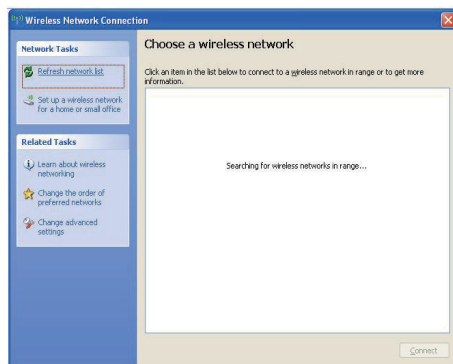 Wireless Network Connection
Network Tasks
Refresh network list
Set up a wireless network
for a home or small office
Related Tasks
Learn about wireless
networking
Change the order of
preferred networks
Change advanced
settings
Choose a wireless network
Click an item in the list below to connect to a wireless network in range or to get more
information.
Searching for wireless networks in range...
Connect